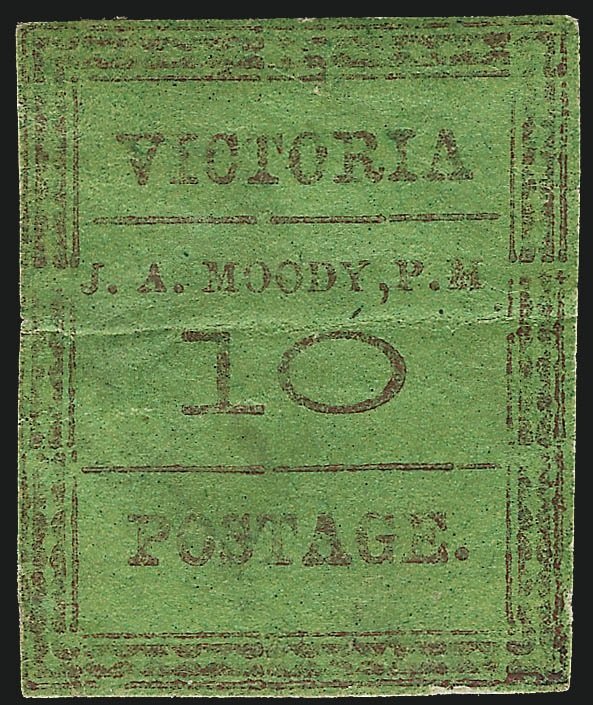 VICTORIA
J. A. MOODY, P.M
10
POSTAGE.